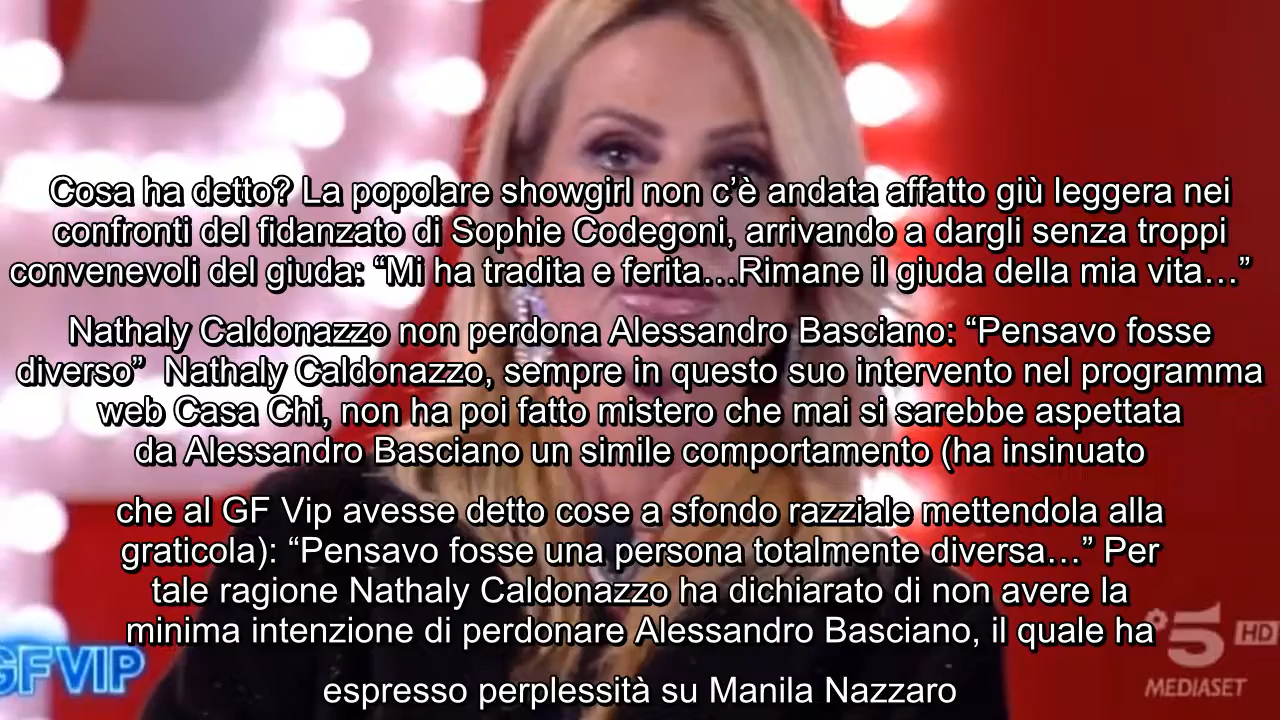 Cosa ha detto? La popolare showgirl non c’è andata affatto giù leggera nei
confronti del fidanzato di Sophie Codegoni, arrivando a dargli senza troppi
convenevoli del giuda: “Mi ha tradita e ferita…Rimane il giuda della mia vita…”
Nathaly Caldonazzo non perdona Alessandro Basciano: “Pensavo fosse
diverso”  Nathaly Caldonazzo, sempre in questo suo intervento nel programma
web Casa Chi, non ha poi fatto mistero che mai si sarebbe aspettata
da Alessandro Basciano un simile comportamento (ha insinuato
che al GF Vip avesse detto cose a sfondo razziale mettendola alla
graticola): “Pensavo fosse una persona totalmente diversa…” Per
tale ragione Nathaly Caldonazzo ha dichiarato di non avere la
minima intenzione di perdonare Alessandro Basciano, il quale ha
espresso perplessità su Manila Nazzaro
GF VIP
5 HD
MEDIASET